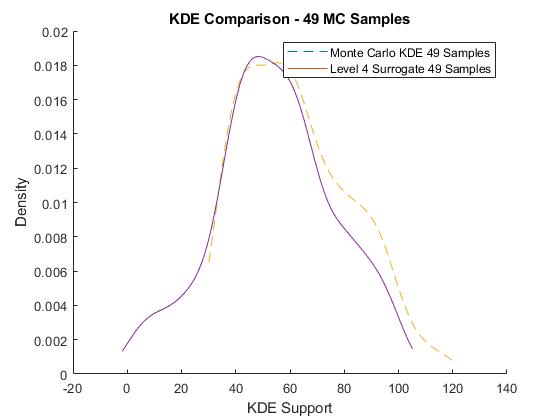 KDE Comparison - 49 MC Samples
0.02
0.018
0.016
0.014
0.012
0.01
0.008
0.006
0.004
0.002
0
Monte Carlo KDE 49 Samples
Level 4 Surrogate 49 Samples
Density
-20 0 20 40 60 80 100 120 140
KDE Support